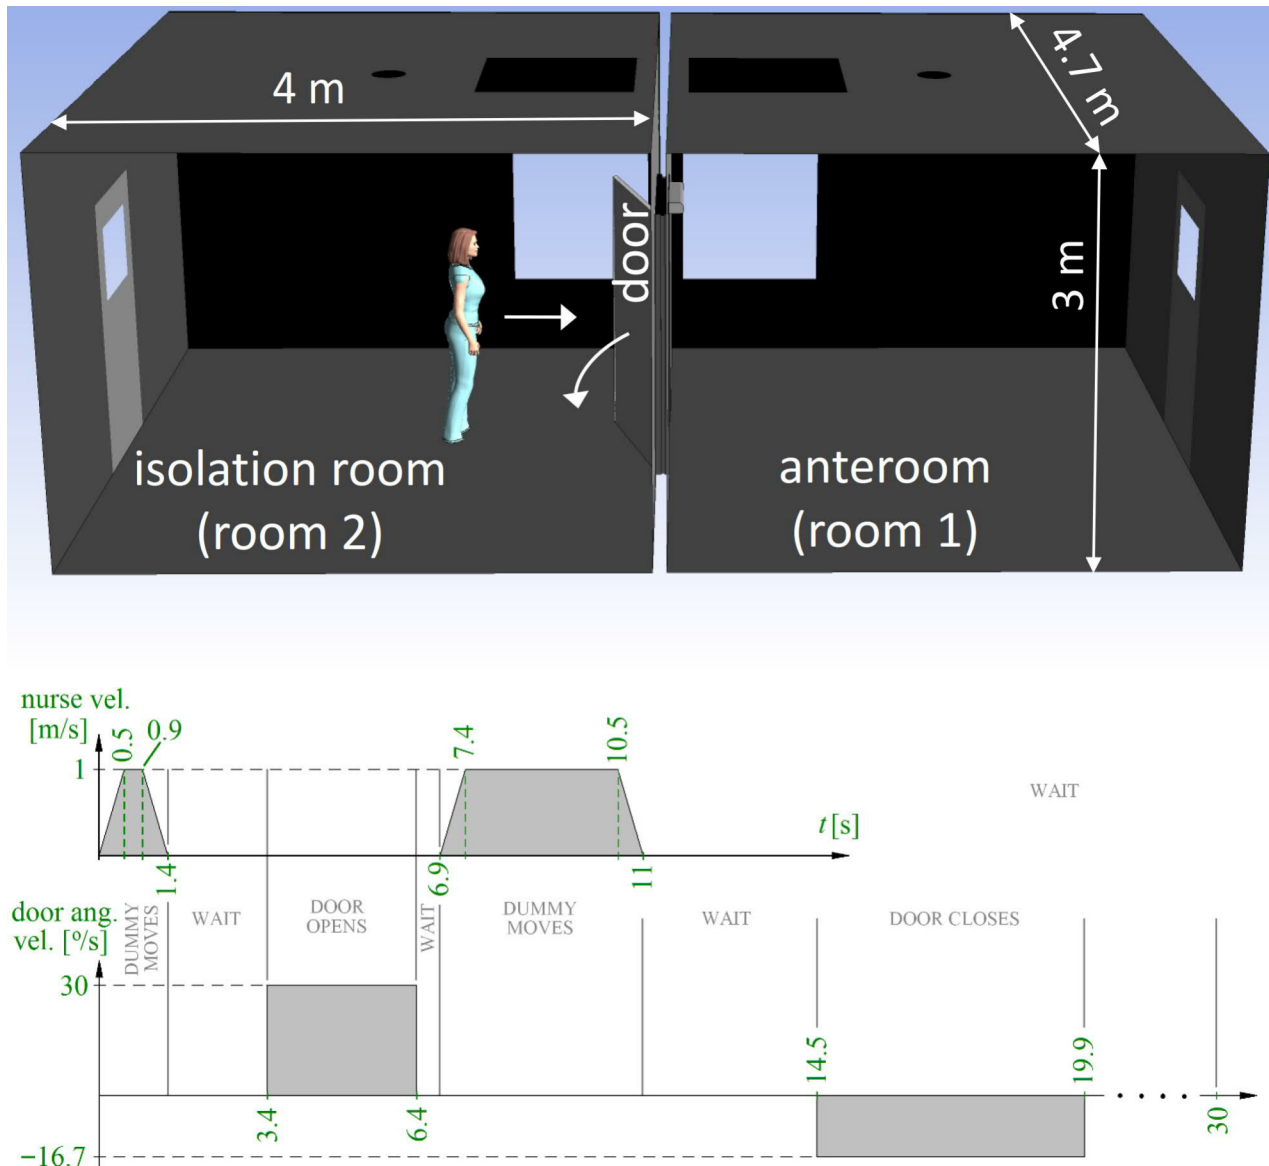 4 m
4.7 m
door
3 m
isolation room
(room 2)
anteroom
(room 1)
nurse vel.
[m/s]
0.5
0.9
7.4
10.5
1
WAIT
t [s]
1.4
6.9
11
door ang.
vel. [º/s]
DUMMY
MOVES
WAIT
DOOR
OPENS
WAIT
DUMMY
MOVES
WAIT
DOOR CLOSES
30
14.5
19.9
3.4
6.4
30
−16.7